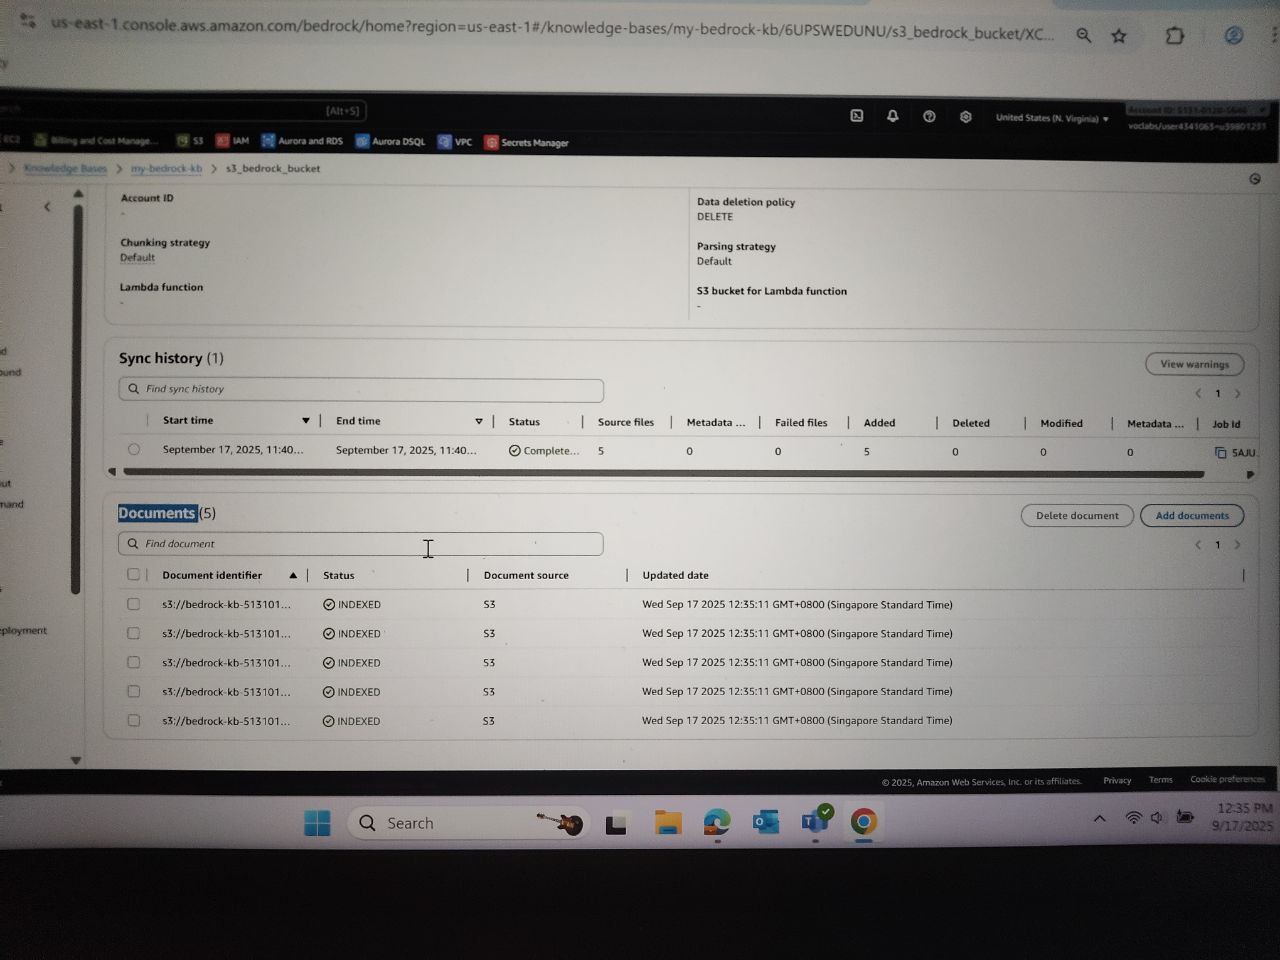 us-east-1.console.aws.amazon.com/bedrock/home?region=us-east-1#/knowledge-bases/my-bedrock-kb/6UPSWEDUNU/s3_bedrock_bucket/XC...
[Alt+S]
United States (N. Virginia)
EC2 Billing and Cost Manage... S3 IAM Aurora and RDS Aurora DSQL VPC Secrets Manager
Knowledge Bases > my-bedrock-kb > s3_bedrock_bucket
Account ID
-
Data deletion policy
DELETE
Chunking strategy
Default
Parsing strategy
Default
Lambda function
-
S3 bucket for Lambda function
-
Sync history (1)
View warnings
Find sync history
1
Start time End time Status Source files Metadata ... Failed files Added Deleted Modified Metadata ... Job Id
September 17, 2025, 11:40... September 17, 2025, 11:40... Complete... 5 0 0 5 0 0 0 5AJU
Documents (5)
Delete document Add documents
Find document
1
Document identifier Status Document source Updated date
s3://bedrock-kb-513101... INDEXED S3 Wed Sep 17 2025 12:35:11 GMT+0800 (Singapore Standard Time)
s3://bedrock-kb-513101... INDEXED S3 Wed Sep 17 2025 12:35:11 GMT+0800 (Singapore Standard Time)
s3://bedrock-kb-513101... INDEXED S3 Wed Sep 17 2025 12:35:11 GMT+0800 (Singapore Standard Time)
s3://bedrock-kb-513101... INDEXED S3 Wed Sep 17 2025 12:35:11 GMT+0800 (Singapore Standard Time)
s3://bedrock-kb-513101... INDEXED S3 Wed Sep 17 2025 12:35:11 GMT+0800 (Singapore Standard Time)
© 2025, Amazon Web Services, Inc. or its affiliates. Privacy Terms Cookie preferences
Search
12:35 PM
9/17/2025